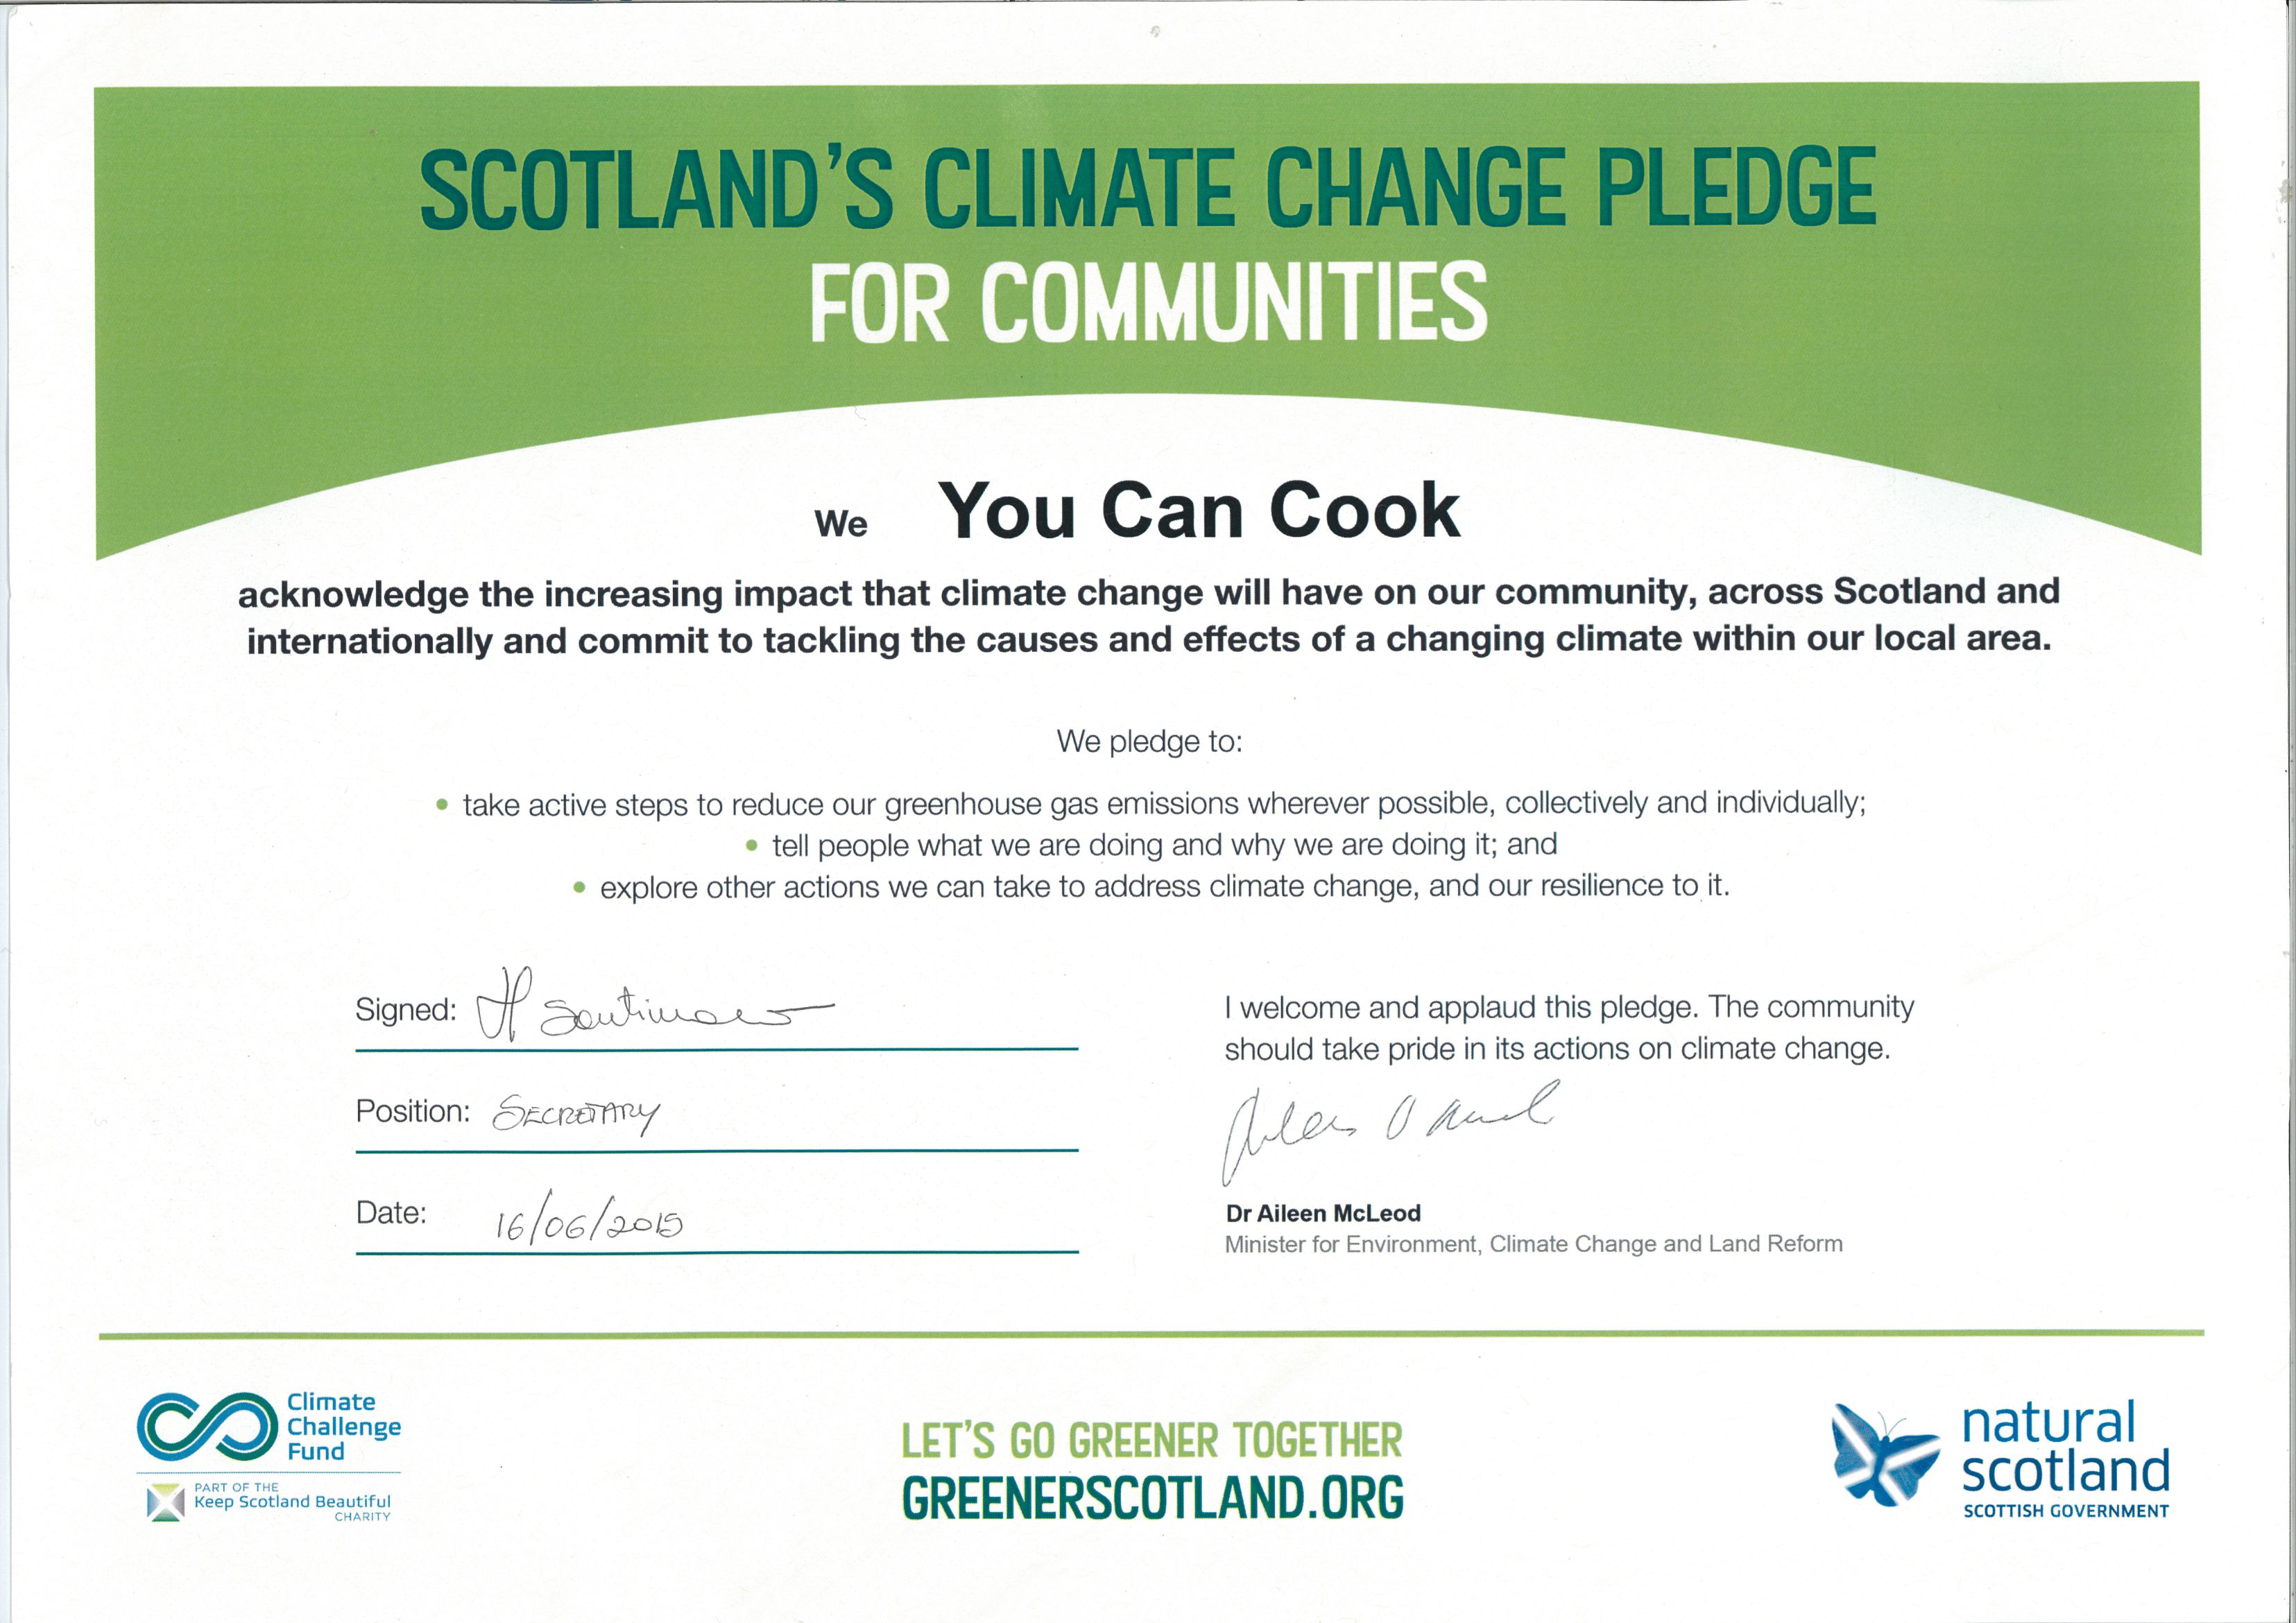 SCOTLAND'S CLIMATE CHANGE PLEDGE
FOR COMMUNITIES
We You Can Cook
acknowledge the increasing impact that climate change will have on our community, across Scotland and
internationally and commit to tackling the causes and effects of a changing climate within our local area.
We pledge to:
• take active steps to reduce our greenhouse gas emissions wherever possible, collectively and individually;
• tell people what we are doing and why we are doing it; and
• explore other actions we can take to address climate change, and our resilience to it.
Signed:
Position: SECRETARY
Date: 16/06/2015
I welcome and applaud this pledge. The community
should take pride in its actions on climate change.
Dr Aileen McLeod
Minister for Environment, Climate Change and Land Reform
Climate
Challenge
Fund
PART OF THE
Keep Scotland Beautiful
CHARITY
LET'S GO GREENER TOGETHER
GREENERSCOTLAND.ORG
natural
scotland
SCOTTISH GOVERNMENT